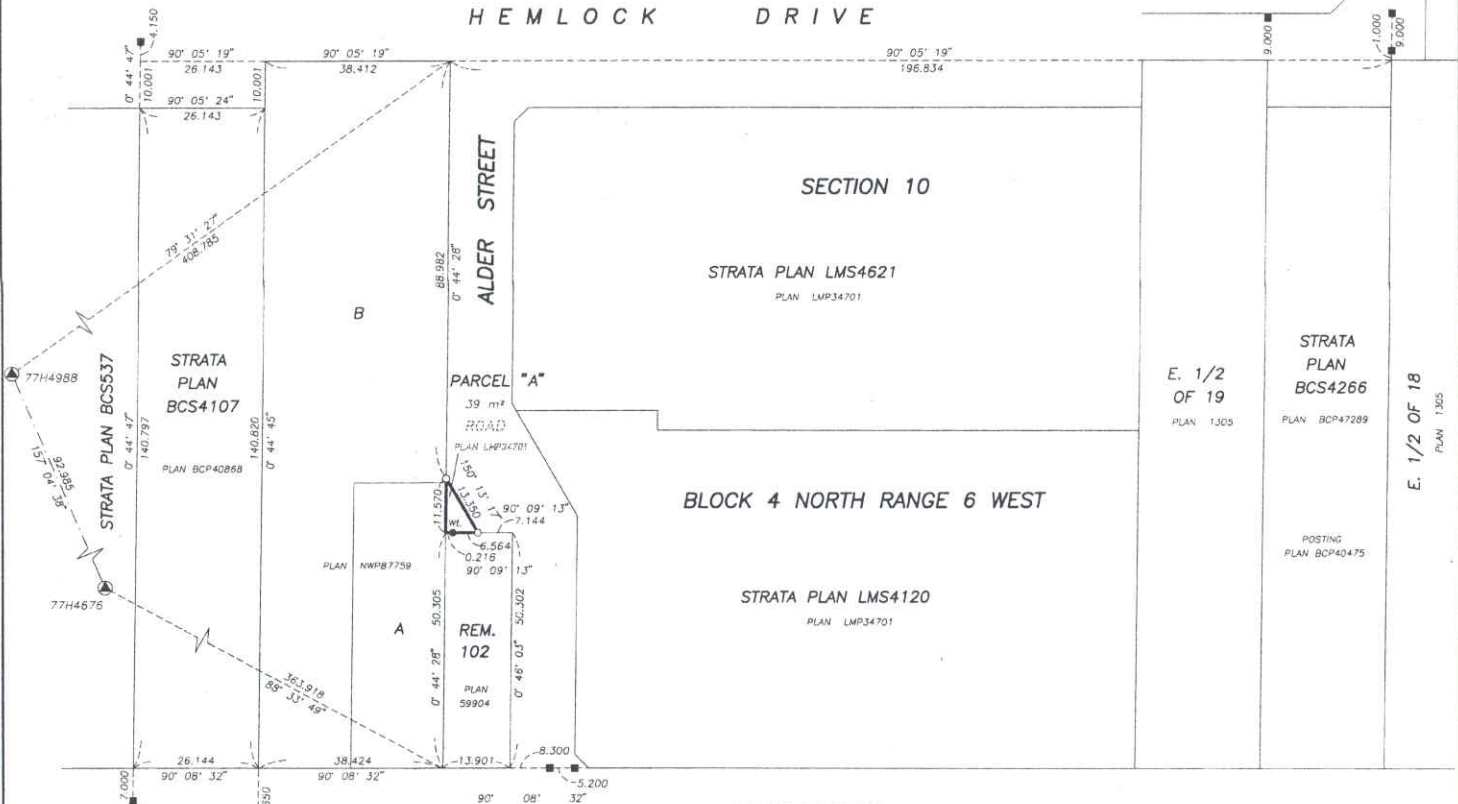 HEMLOCK DRIVE
4.150
0° 44' 47"
90° 05' 19"
26.143
90° 05' 19"
38.412
90° 05' 19"
196.834
9.000
1.000
9.000
10.001
10.001
90° 05' 24"
26.143
ALDER STREET
88.982
0° 44' 28"
79° 31' 27"
408.785
SECTION 10
STRATA PLAN LMS4621
PLAN LMP34701
B
77H4988
STRATA PLAN BCS537
STRATA
PLAN
BCS4107
PLAN BCP40868
0° 44' 47"
140.797
140.820
0° 44' 45"
92.985
157° 04' 38"
77H4676
PARCEL "A"
39 m²
ROAD
PLAN LMP34701
150° 13' 17"
13.350
11.570
Wt.
90° 09' 13"
7.144
6.564
0.216
90° 09' 13"
E. 1/2
OF 19
PLAN 1305
STRATA
PLAN
BCS4266
PLAN BCP47289
E. 1/2 OF 18
PLAN 1305
BLOCK 4 NORTH RANGE 6 WEST
POSTING
PLAN BCP40475
PLAN NWP87759
A
50.305
0° 44' 28"
REM.
102
PLAN
59904
50.302
0° 46' 03"
STRATA PLAN LMS4120
PLAN LMP34701
363.918
88° 33' 49"
26.144
90° 08' 32"
38.424
90° 08' 32"
13.901
8.300
5.200
90° 08' 32"
7.000